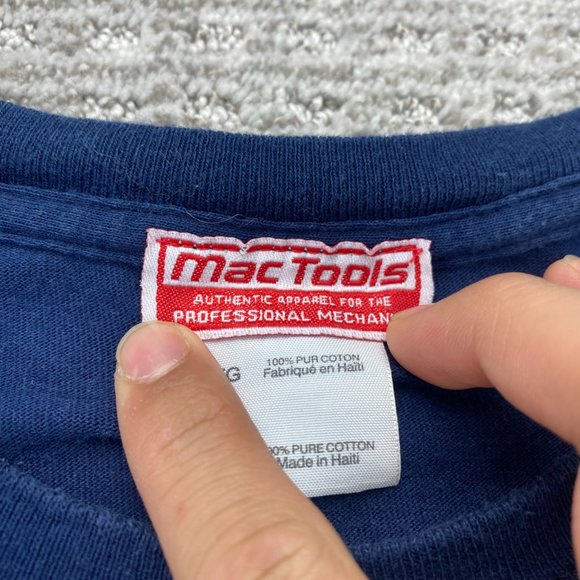 mac Tools
AUTHENTIC APPAREL FOR THE
PROFESSIONAL MECHAN
G
100% PUR COTON
Fabriqué en Haïti
00% PURE COTTON
Made in Haiti